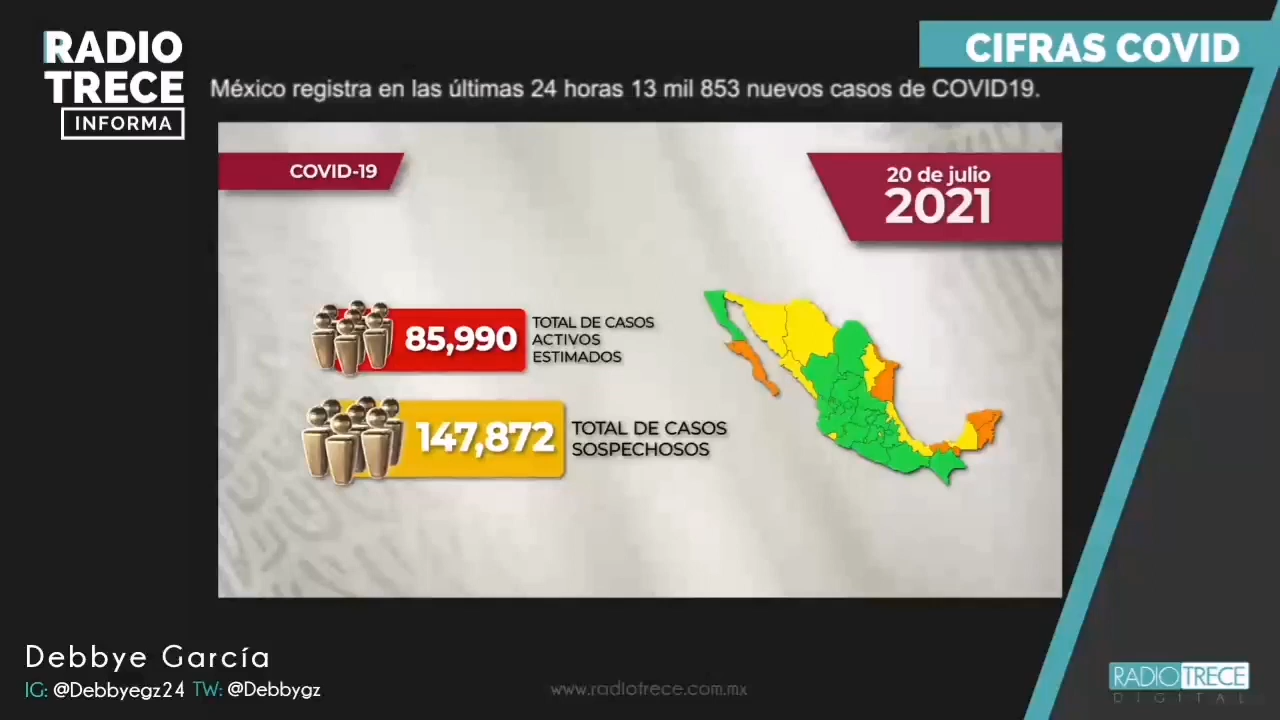 RADIO
TRECE
INFORMA
CIFRAS COVID
México registra en las últimas 24 horas 13 mil 853 nuevos casos de COVID19.
COVID-19
20 de julio
2021
85,990
TOTAL DE CASOS
ACTIVOS
ESTIMADOS
147,872
TOTAL DE CASOS
SOSPECHOSOS
Debbye García
IG: @Debbyegz24 TW: @Debbygz
www.radiotrece.com.mx
RADIO TRECE
DIGITAL